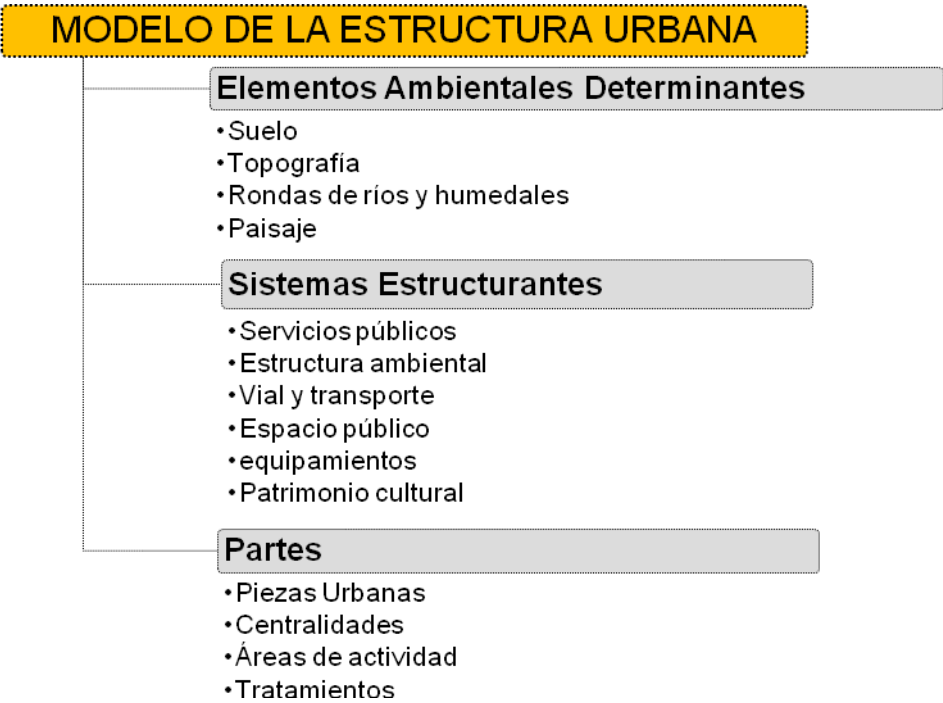 MODELO DE LA ESTRUCTURA URBANA
Elementos Ambientales Determinantes
•Suelo
•Topografía
•Rondas de ríos y humedales
•Paisaje
Sistemas Estructurantes
•Servicios públicos
•Estructura ambiental
•Vial y transporte
•Espacio público
•equipamientos
•Patrimonio cultural
Partes
•Piezas Urbanas
•Centralidades
•Áreas de actividad
•Tratamientos